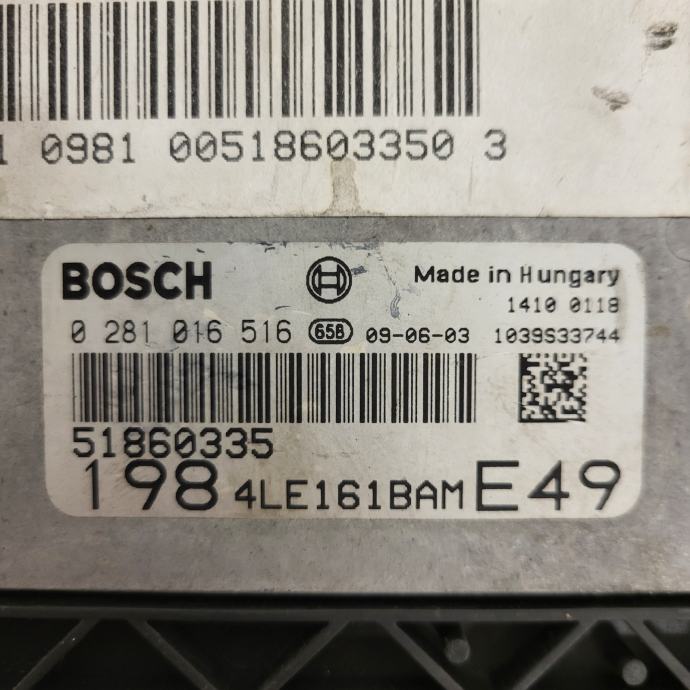 1 0981 00518603350 3
BOSCH Made in Hungary
1410 0118
0 281 016 516 658 09-06-03 1039S33744
51860335
198 4LE161BAM E49